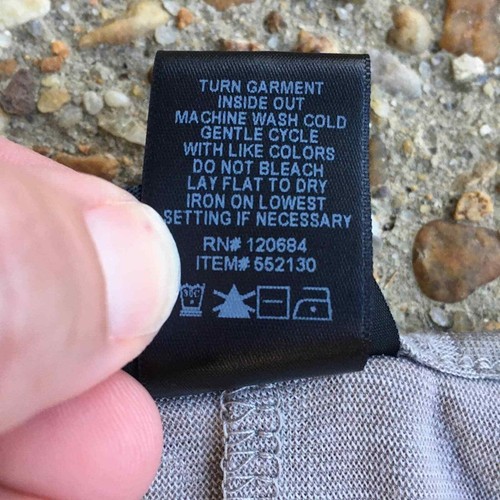 TURN GARMENT
INSIDE OUT
MACHINE WASH COLD
GENTLE CYCLE
WITH LIKE COLORS
DO NOT BLEACH
LAY FLAT TO DRY
IRON ON LOWEST
SETTING IF NECESSARY
RN# 120684
ITEM# 552130